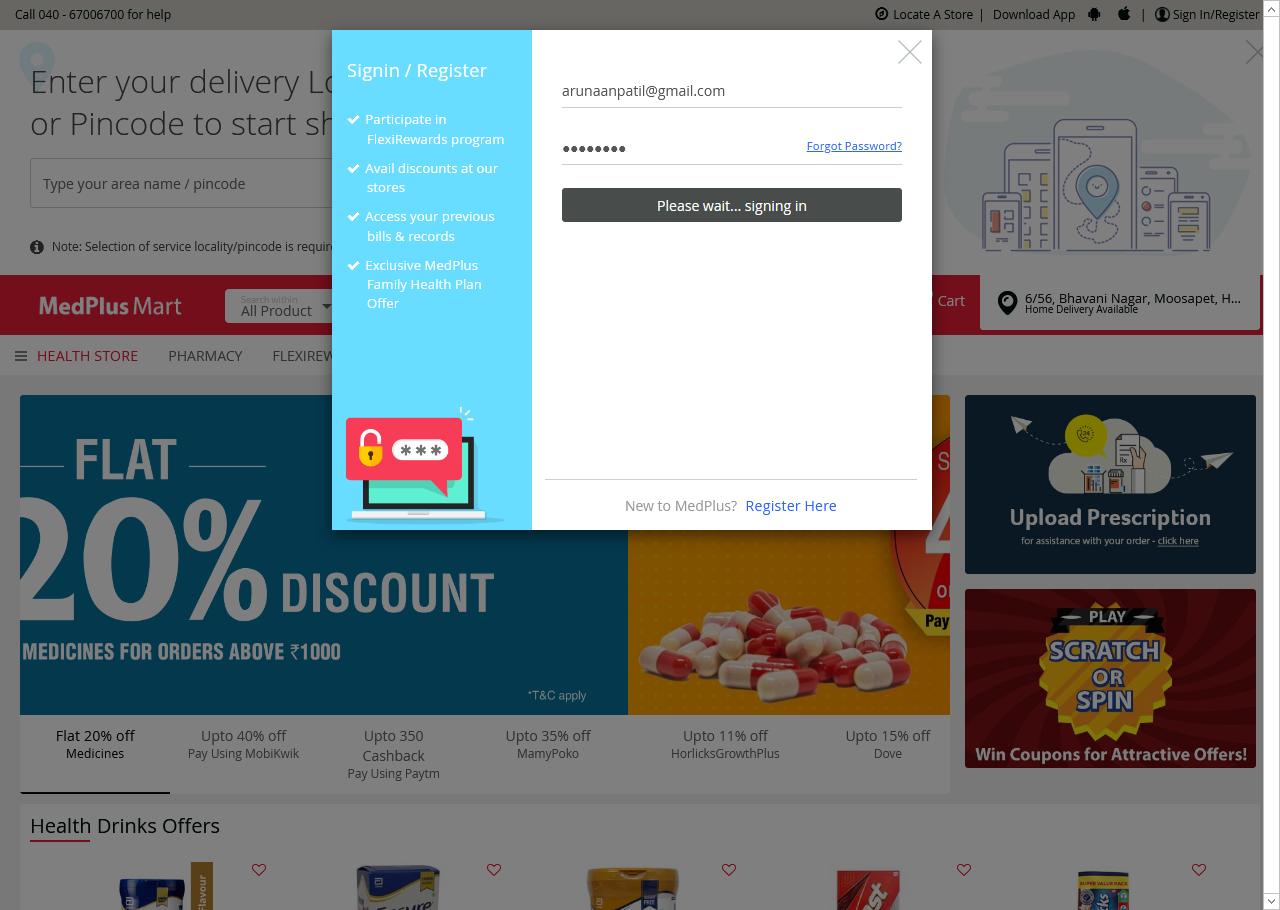 Call 040 - 67006700 for help
Locate A Store | Download App | Sign In/Register
Enter your delivery Lo
or Pincode to start sh
Type your area name / pincode
Note: Selection of service locality/pincode is require
Signin / Register
Participate in
FlexiRewards program
Avail discounts at our
stores
Access your previous
bills & records
Exclusive MedPlus
Family Health Plan
Offer
***
arunaanpatil@gmail.com
Forgot Password?
Please wait... signing in
New to MedPlus? Register Here
MedPlus Mart
Search within
All Product
Cart
6/56, Bhavani Nagar, Moosapet, H...
Home Delivery Available
HEALTH STORE
PHARMACY
FLEXIREW
FLAT
20%
DISCOUNT
MEDICINES FOR ORDERS ABOVE ₹1000
*T&C apply
S
4
Pay
24
Rx
Upload Prescription
for assistance with your order - click here
PLAY
SCRATCH
OR
SPIN
Win Coupons for Attractive Offers!
Flat 20% off
Medicines
Upto 40% off
Pay Using MobiKwik
Upto 350
Cashback
Pay Using Paytm
Upto 35% off
MamyPoko
Upto 11% off
HorlicksGrowthPlus
Upto 15% off
Dove
Health Drinks Offers
Flavour
SUPER VALUE PACK